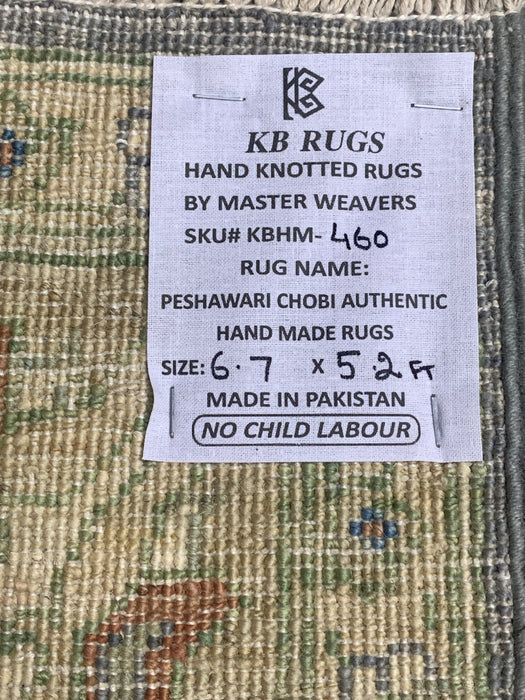 KB
KB RUGS
HAND KNOTTED RUGS
BY MASTER WEAVERS
SKU# KBHM-460
RUG NAME:
PESHAWARI CHOBI AUTHENTIC
HAND MADE RUGS
SIZE: 6.7 x 5.2 FT
MADE IN PAKISTAN
NO CHILD LABOUR